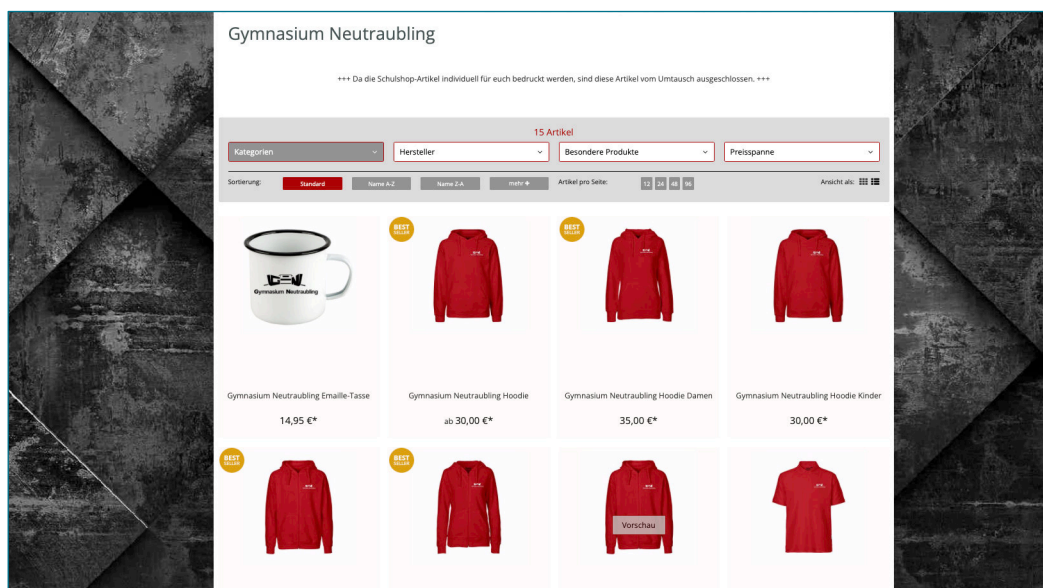 Gymnasium Neutraubling
+++ Da die Schulshop-Artikel individuell für euch bedruckt werden, sind diese Artikel vom Umtausch ausgeschlossen. +++
15 Artikel
Kategorien Hersteller Besondere Produkte Preisspanne
Sortierung: Standard Name A-Z Name Z-A mehr + Artikel pro Seite: 12 24 48 96 Ansicht als:
BEST SELLER
BEST SELLER
Gymnasium Neutraubling
Gymnasium Neutraubling Emaille-Tasse
14,95 €*
Gymnasium Neutraubling Hoodie
ab 30,00 €*
Gymnasium Neutraubling Hoodie Damen
35,00 €*
Gymnasium Neutraubling Hoodie Kinder
30,00 €*
BEST SELLER
BEST SELLER
Vorschau